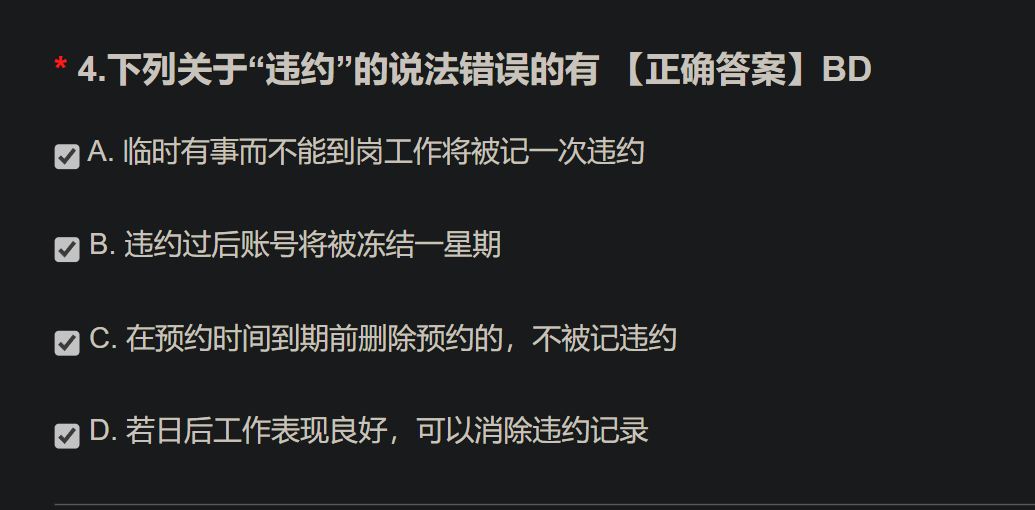 * 4.下列关于“违约”的说法错误的有 【正确答案】BD
A. 临时有事而不能到岗工作将被记一次违约
B. 违约过后账号将被冻结一星期
C. 在预约时间到期前删除预约的，不被记违约
D. 若日后工作表现良好，可以消除违约记录